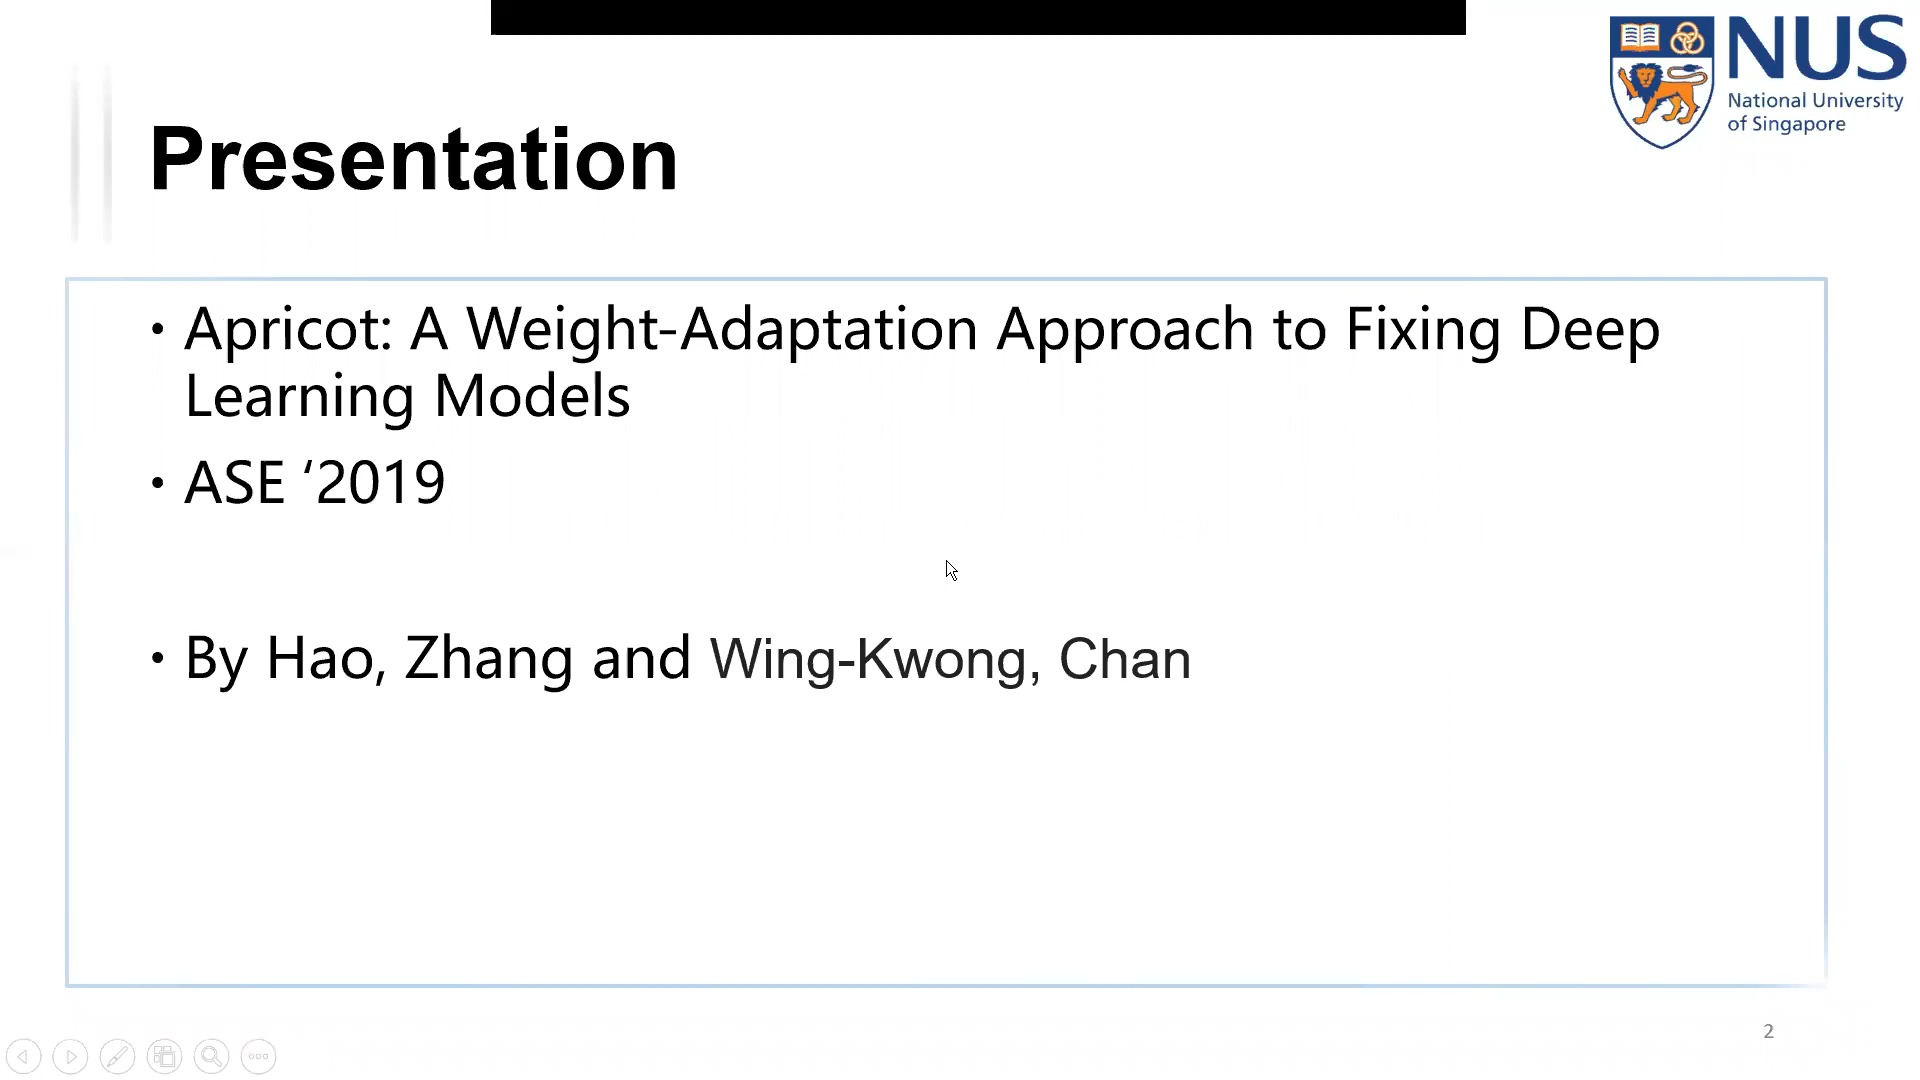 NUS
National University
of Singapore
Presentation
• Apricot: A Weight-Adaptation Approach to Fixing Deep
Learning Models
• ASE ‘2019
• By Hao, Zhang and Wing-Kwong, Chan
2